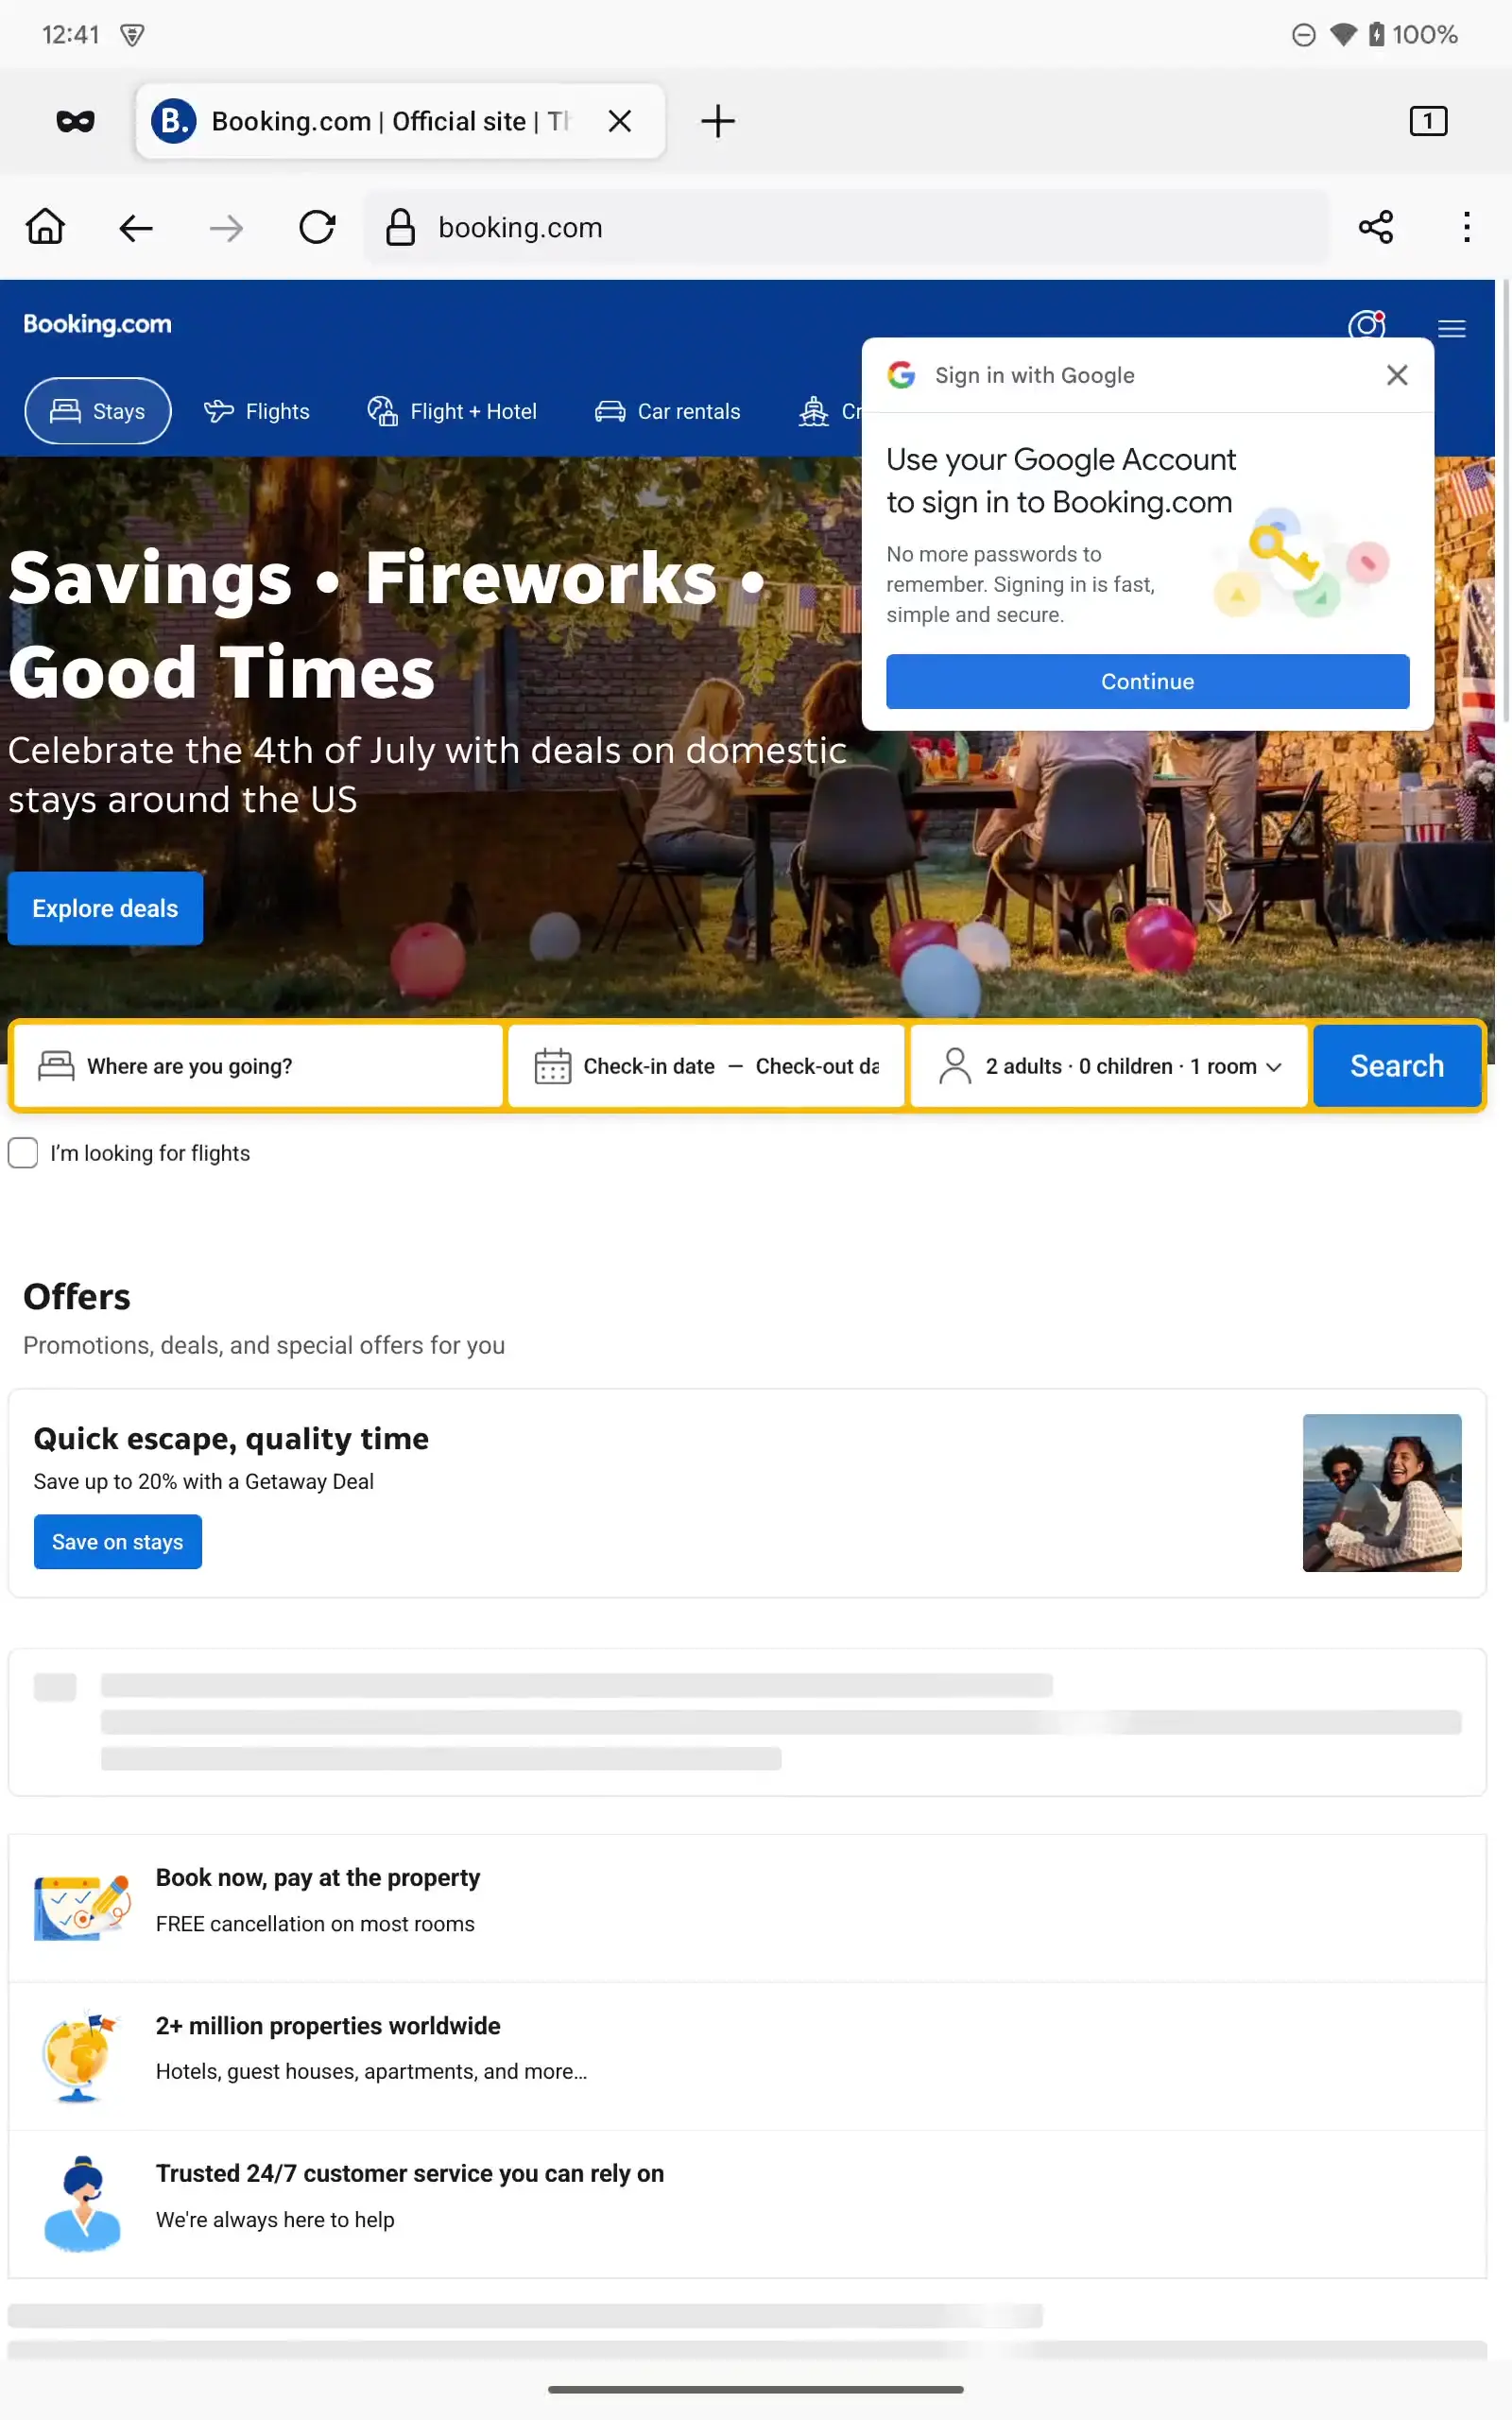 12:41
100%
B. Booking.com | Official site | Th
1
booking.com
Booking.com
Stays
Flights
Flight + Hotel
Car rentals
Cr
Sign in with Google
Use your Google Account
to sign in to Booking.com
No more passwords to
remember. Signing in is fast,
simple and secure.
Continue
Savings • Fireworks •
Good Times
Celebrate the 4th of July with deals on domestic
stays around the US
Explore deals
Where are you going?
Check-in date — Check-out da
2 adults · 0 children · 1 room
Search
I’m looking for flights
Offers
Promotions, deals, and special offers for you
Quick escape, quality time
Save up to 20% with a Getaway Deal
Save on stays
Book now, pay at the property
FREE cancellation on most rooms
2+ million properties worldwide
Hotels, guest houses, apartments, and more…
Trusted 24/7 customer service you can rely on
We're always here to help